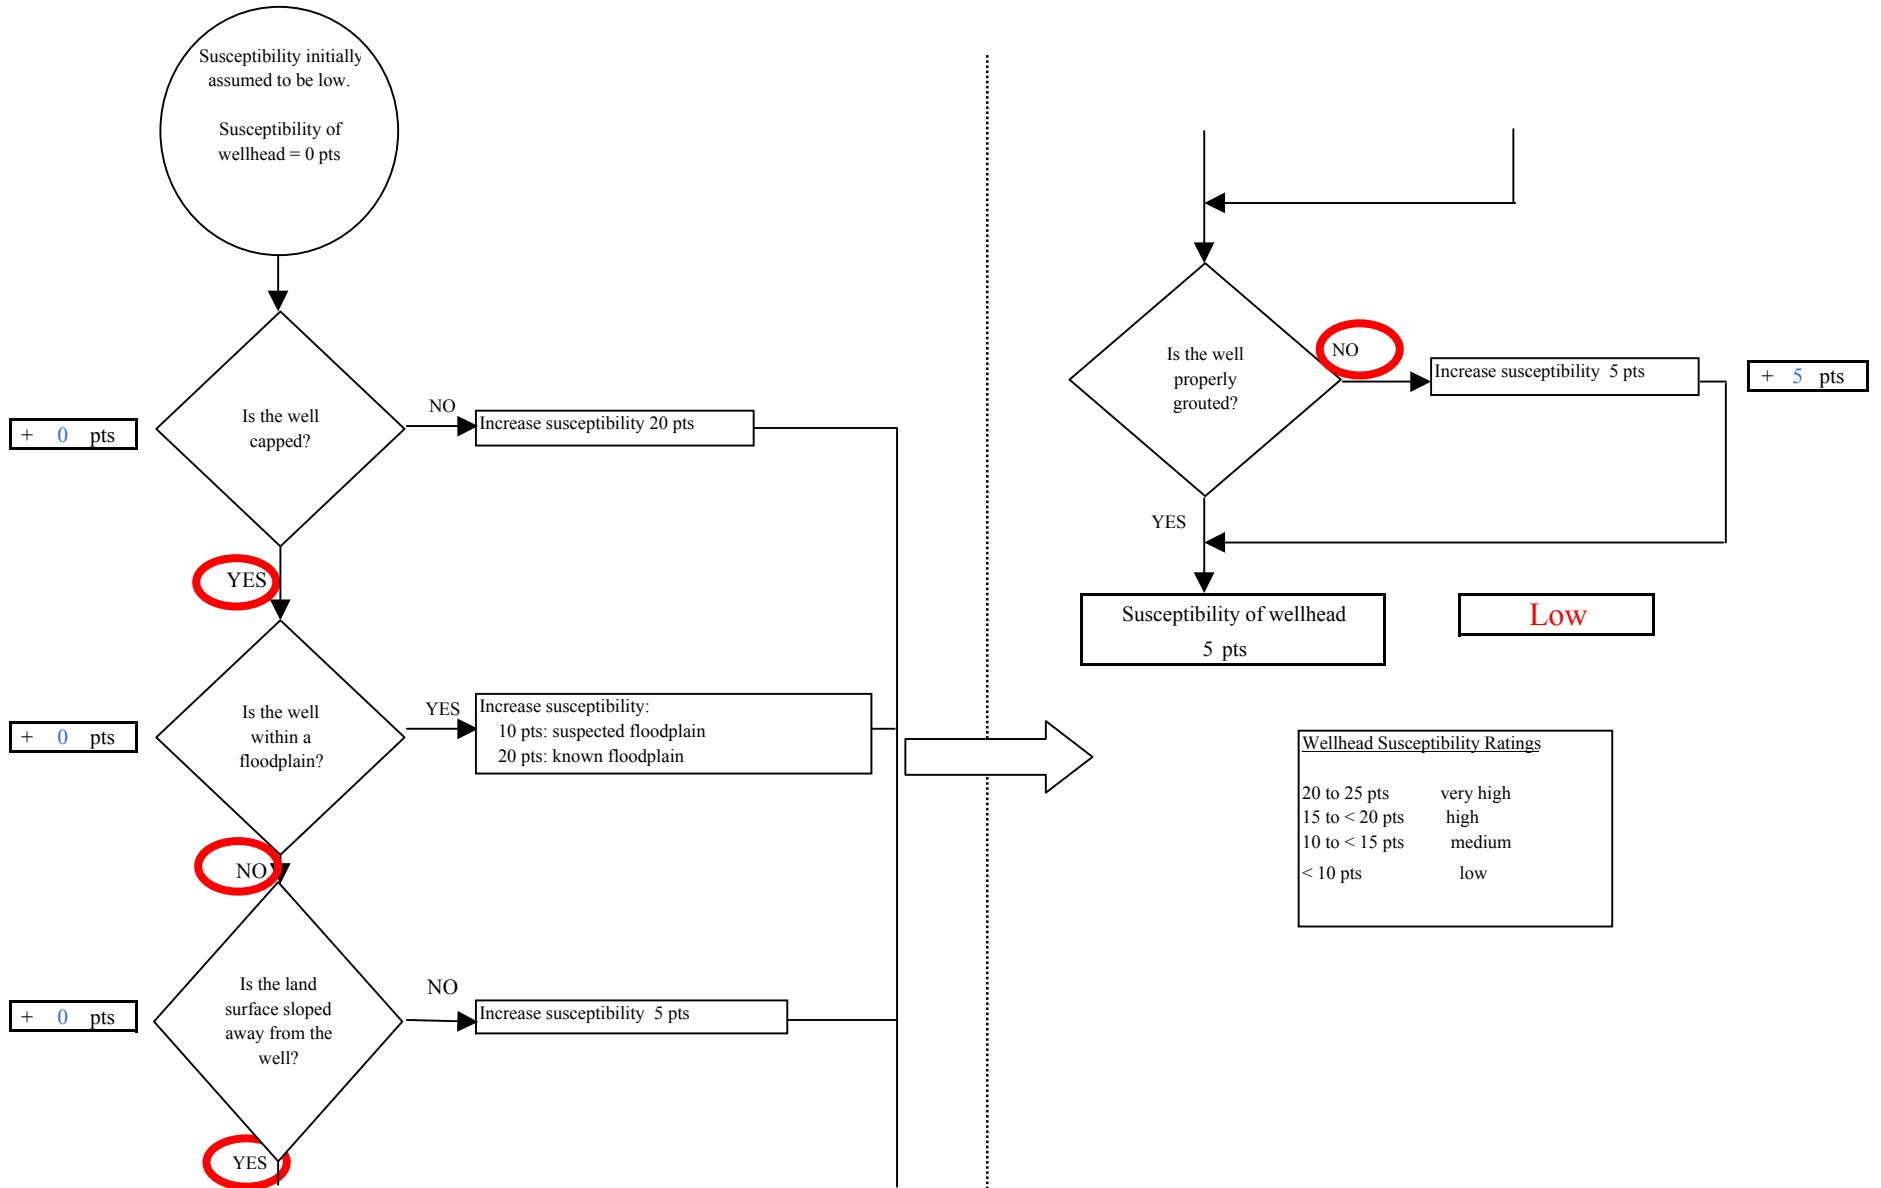 Susceptibility initially
assumed to be low.
Susceptibility of
wellhead = 0 pts
+ 0 pts
Is the well
capped?
NO
Increase susceptibility 20 pts
YES
+ 0 pts
Is the well
within a
floodplain?
YES
Increase susceptibility:
10 pts: suspected floodplain
20 pts: known floodplain
NO
+ 0 pts
Is the land
surface sloped
away from the
well?
NO
Increase susceptibility 5 pts
YES
Is the well
properly
grouted?
NO
Increase susceptibility 5 pts
+ 5 pts
YES
Susceptibility of wellhead
5 pts
Low
Wellhead Susceptibility Ratings
20 to 25 pts very high
15 to < 20 pts high
10 to < 15 pts medium
< 10 pts low